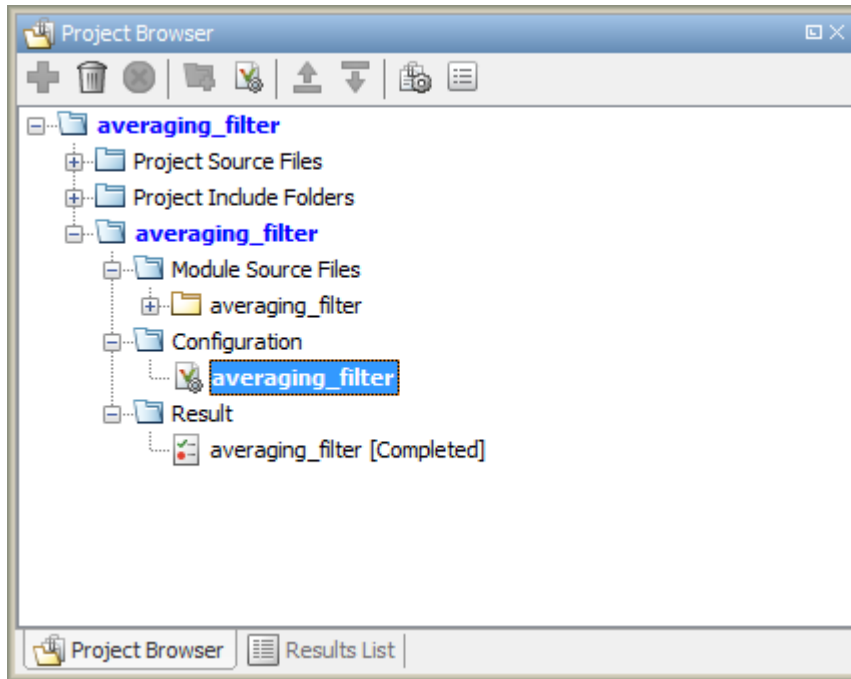 Project Browser
averaging_filter
Project Source Files
Project Include Folders
averaging_filter
Module Source Files
averaging_filter
Configuration
averaging_filter
Result
averaging_filter [Completed]
Project Browser Results List